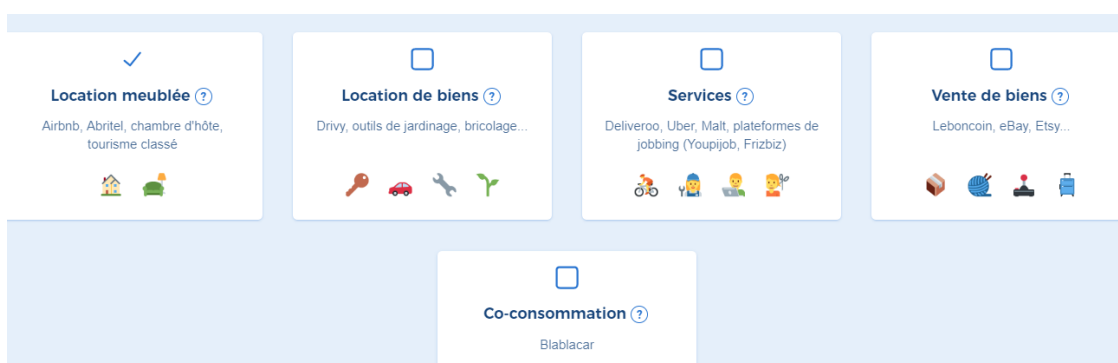 Location meublée ?
Airbnb, Abritel, chambre d'hôte,
tourisme classé
Location de biens ?
Drivy, outils de jardinage, bricolage...
Services ?
Deliveroo, Uber, Malt, plateformes de
jobbing (Youpijob, Frizbiz)
Vente de biens ?
Leboncoin, eBay, Etsy...
Co-consommation ?
Blablacar